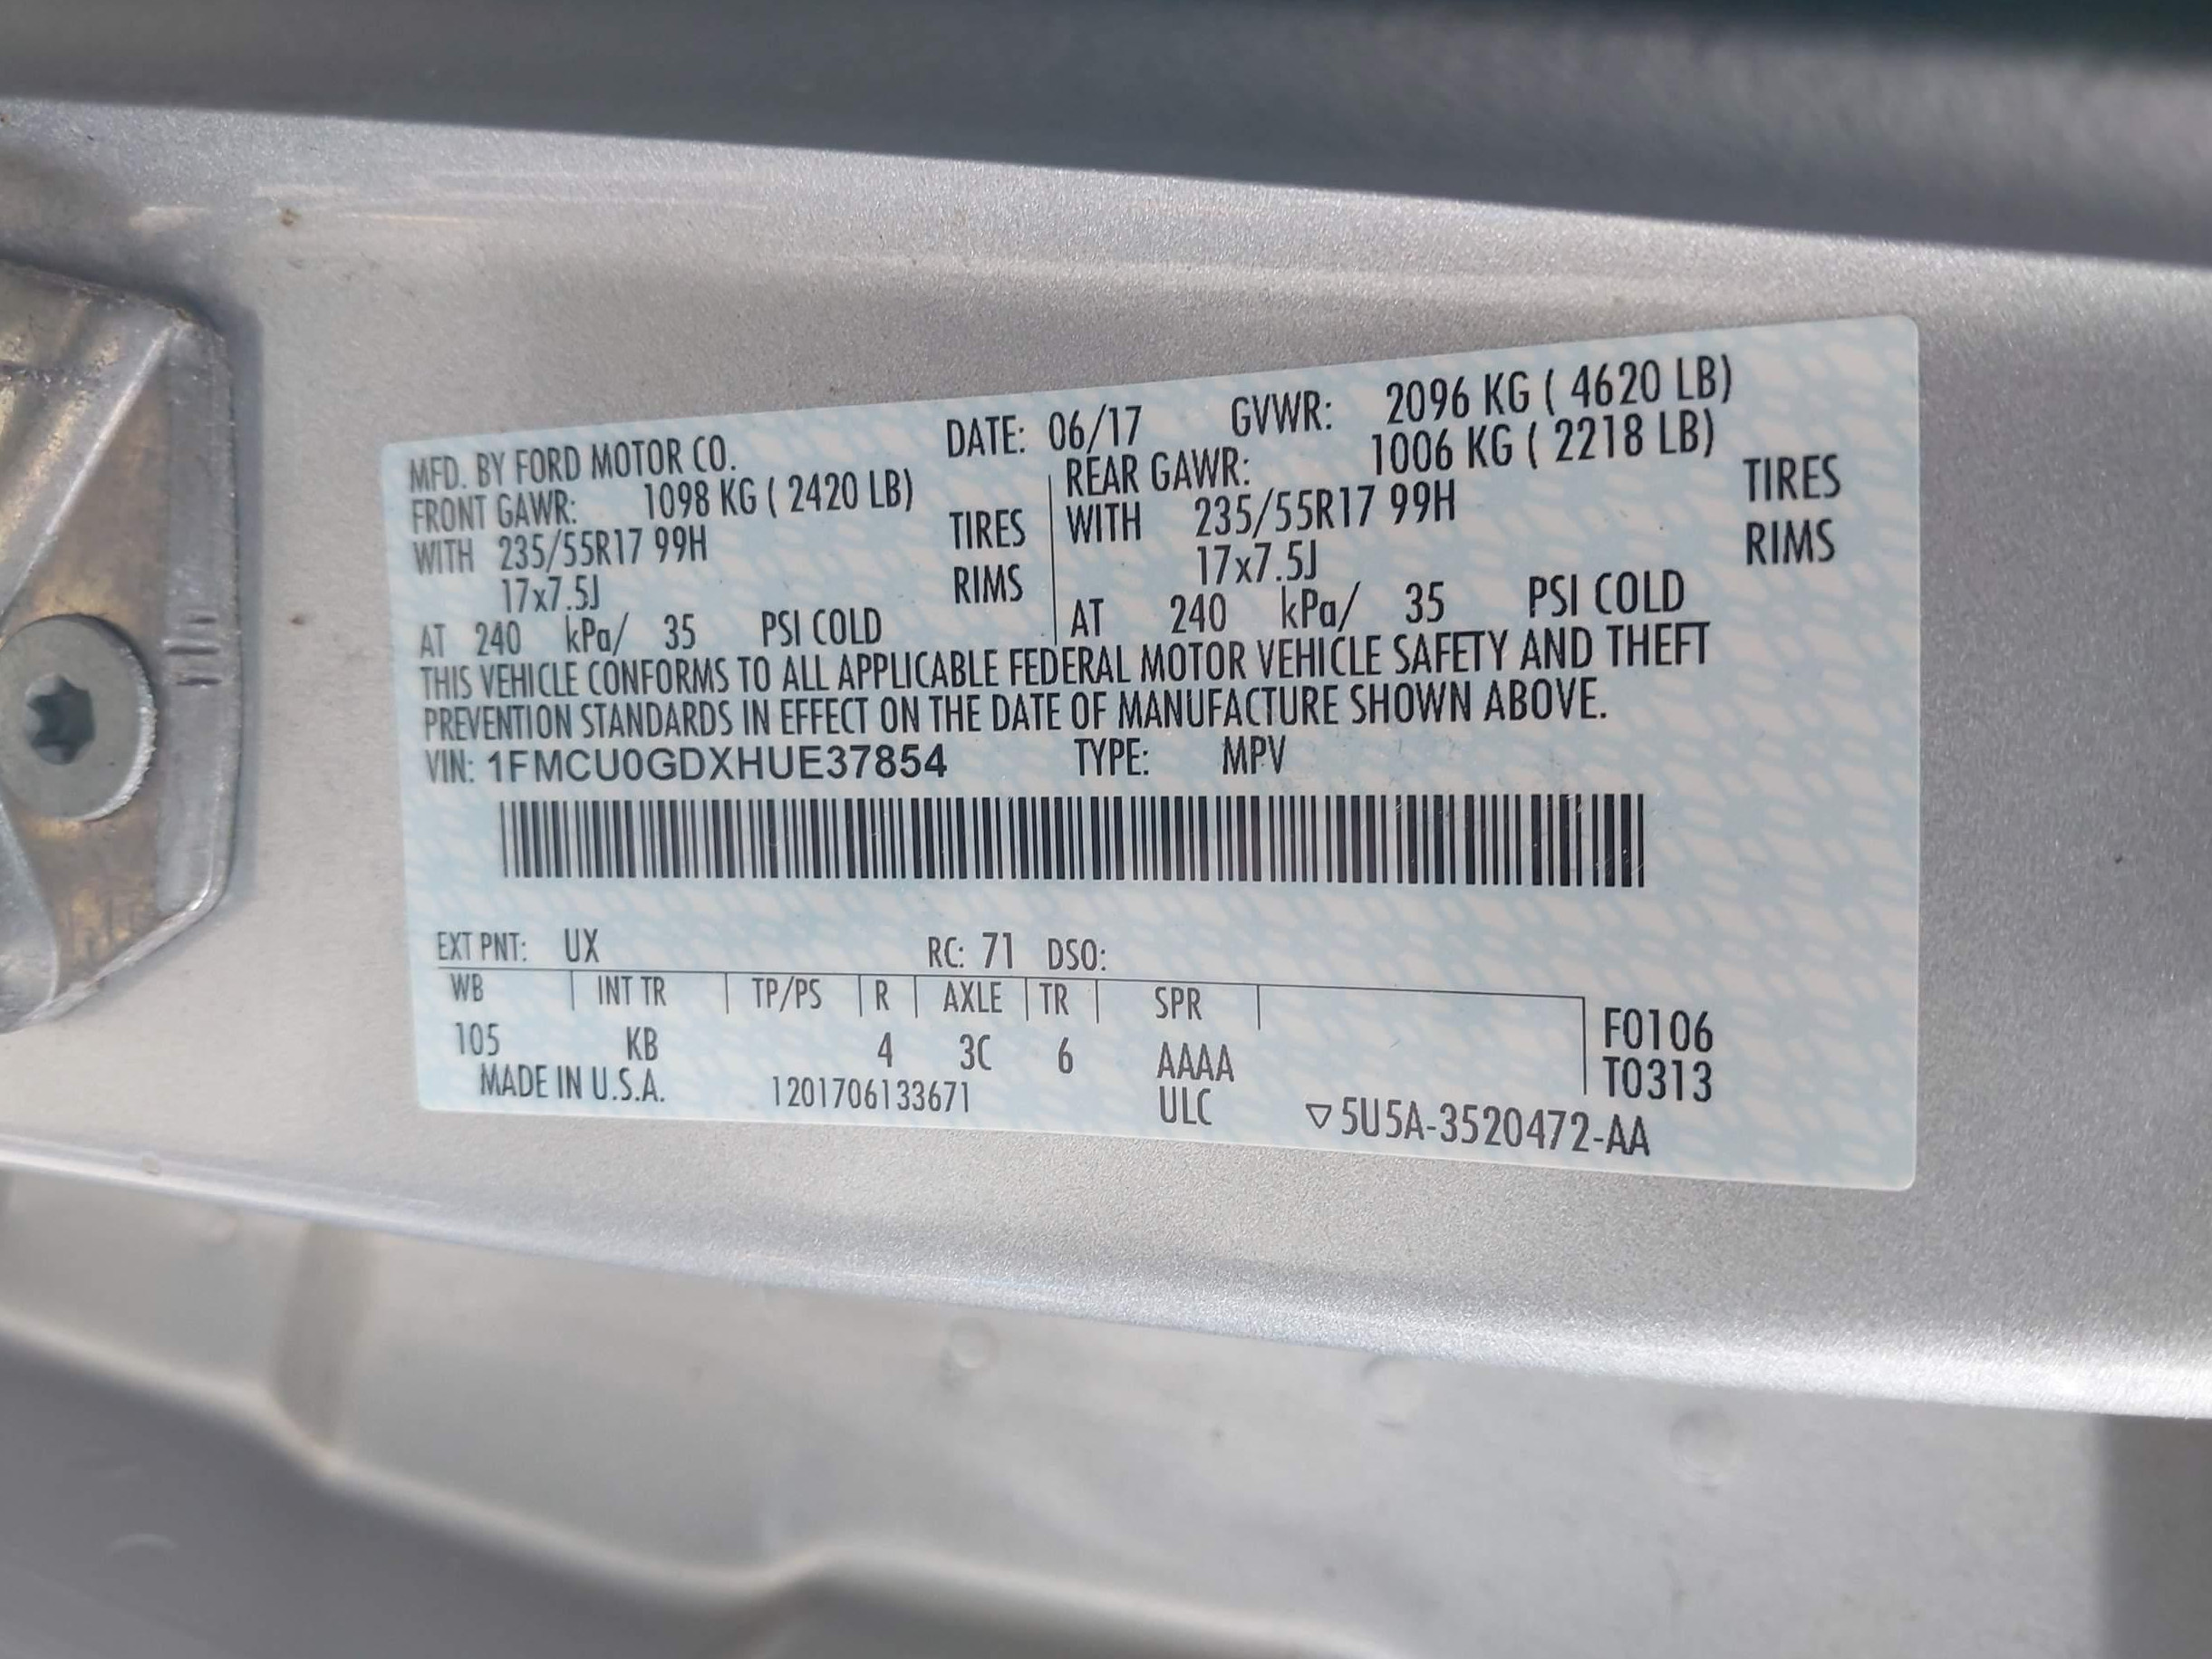 MFD. BY FORD MOTOR CO. DATE: 06/17 GVWR: 2096 KG ( 4620 LB)
FRONT GAWR: 1098 KG ( 2420 LB) REAR GAWR: 1006 KG ( 2218 LB)
WITH 235/55R17 99H TIRES WITH 235/55R17 99H TIRES
17x7.5J RIMS 17x7.5J RIMS
AT 240 kPa/ 35 PSI COLD AT 240 kPa/ 35 PSI COLD
THIS VEHICLE CONFORMS TO ALL APPLICABLE FEDERAL MOTOR VEHICLE SAFETY AND THEFT
PREVENTION STANDARDS IN EFFECT ON THE DATE OF MANUFACTURE SHOWN ABOVE.
VIN: 1FMCU0GDXHUE37854 TYPE: MPV
EXT PNT: UX RC: 71 DSO:
WB INT TR TP/PS R AXLE TR SPR
105 KB 4 3C 6 AAAA F0106
T0313
MADE IN U.S.A. 1201706133671 ULC ▽5U5A-3520472-AA